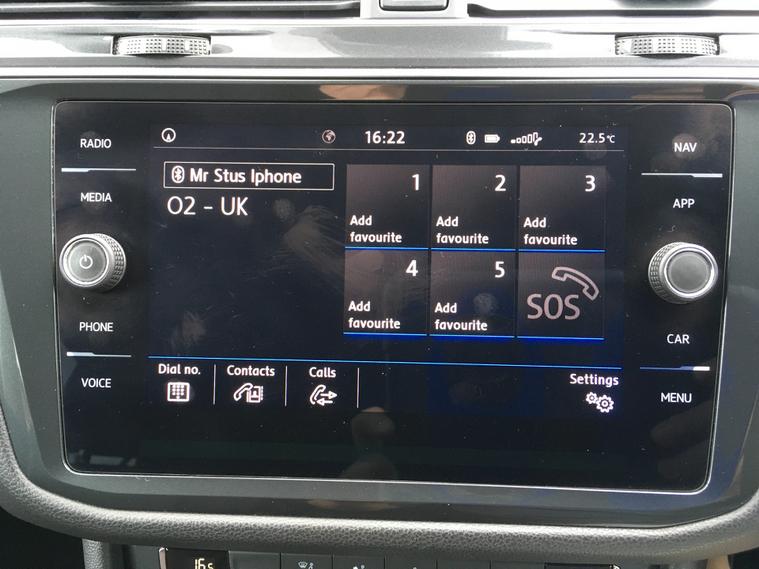 RADIO
MEDIA
PHONE
VOICE
16:22
22.5°C
Mr Stus Iphone
O2 - UK
1
Add
favourite
2
Add
favourite
3
Add
favourite
4
Add
favourite
5
Add
favourite
SOS
Dial no.
Contacts
Calls
Settings
NAV
APP
CAR
MENU